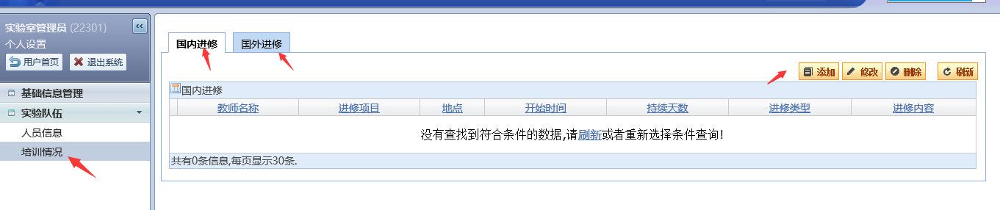 实验室管理员 (22301)
个人设置
用户首页 退出系统
基础信息管理
实验队伍
人员信息
培训情况
国内进修 国外进修
添加 修改 删除 刷新
国内进修
教师名称 进修项目 地点 开始时间 持续天数 进修类型 进修内容
没有查找到符合条件的数据,请刷新或者重新选择条件查询!
共有0条信息,每页显示30条.